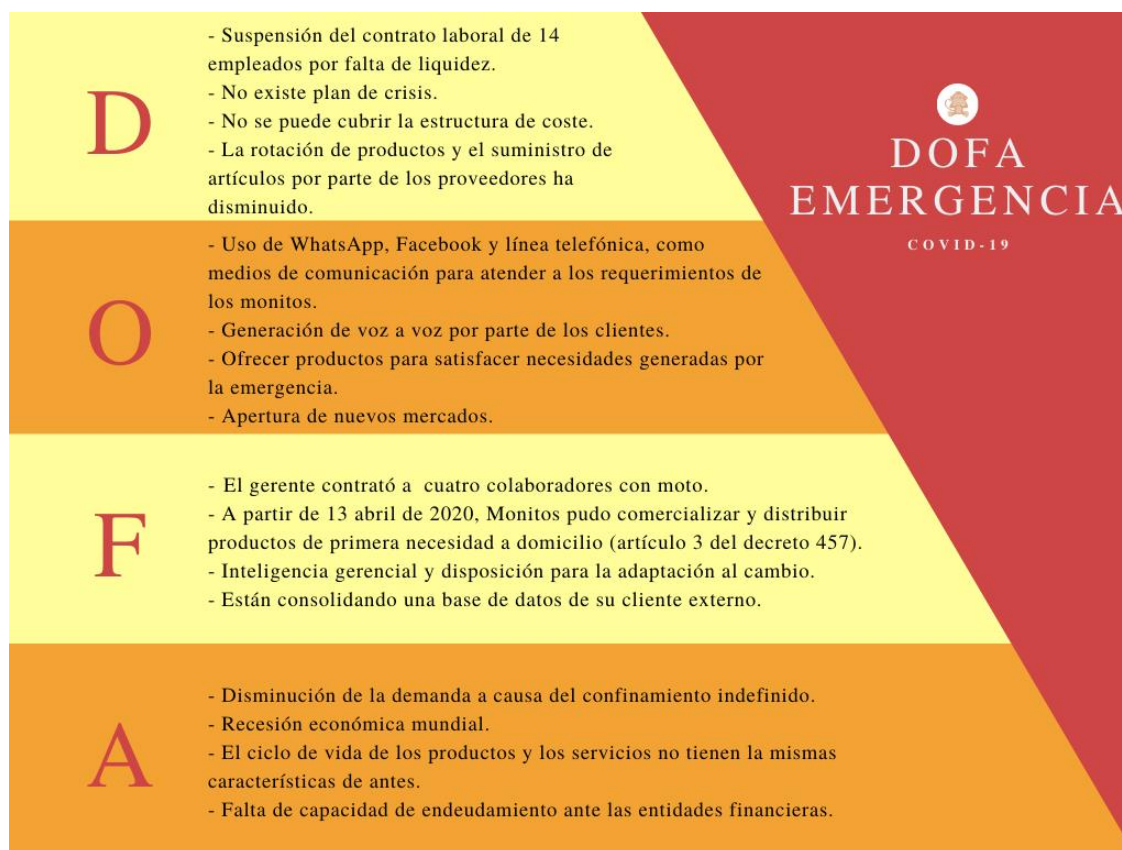 D
- Suspensión del contrato laboral de 14
empleados por falta de liquidez.
- No existe plan de crisis.
- No se puede cubrir la estructura de coste.
- La rotación de productos y el suministro de
artículos por parte de los proveedores ha
disminuido.
DOFA
EMERGENCIA
COVID-19
O
- Uso de WhatsApp, Facebook y línea telefónica, como
medios de comunicación para atender a los requerimientos de
los monitos.
- Generación de voz a voz por parte de los clientes.
- Ofrecer productos para satisfacer necesidades generadas por
la emergencia.
- Apertura de nuevos mercados.
F
- El gerente contrató a cuatro colaboradores con moto.
- A partir de 13 abril de 2020, Monitos pudo comercializar y distribuir
productos de primera necesidad a domicilio (artículo 3 del decreto 457).
- Inteligencia gerencial y disposición para la adaptación al cambio.
- Están consolidando una base de datos de su cliente externo.
A
- Disminución de la demanda a causa del confinamiento indefinido.
- Recesión económica mundial.
- El ciclo de vida de los productos y los servicios no tienen la mismas
características de antes.
- Falta de capacidad de endeudamiento ante las entidades financieras.